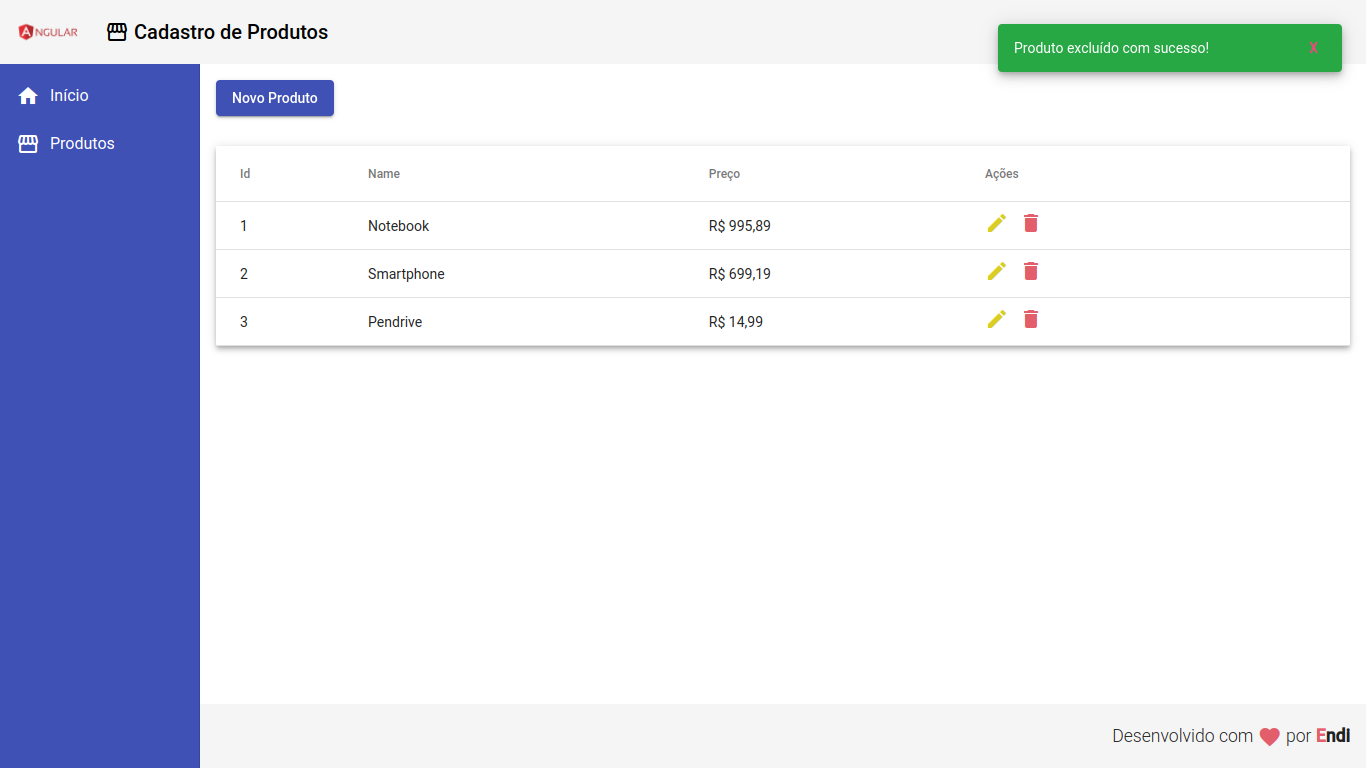 ANGULAR
Cadastro de Produtos
Produto excluído com sucesso!
X
Início
Produtos
Novo Produto
Id Name Preço Ações
1 Notebook R$ 995,89
2 Smartphone R$ 699,19
3 Pendrive R$ 14,99
Desenvolvido com por Endl